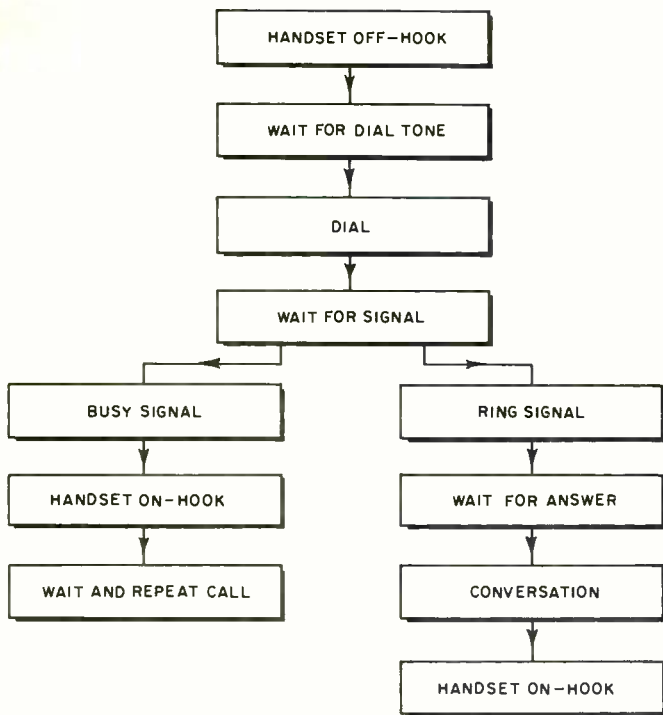 HANDSET OFF-HOOK
WAIT FOR DIAL TONE
DIAL
WAIT FOR SIGNAL
BUSY SIGNAL
RING SIGNAL
HANDSET ON-HOOK
WAIT FOR ANSWER
WAIT AND REPEAT CALL
CONVERSATION
HANDSET ON-HOOK